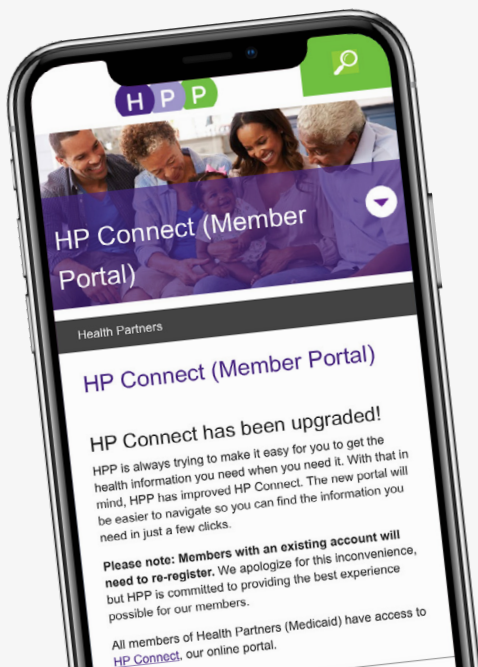 HPP
HP Connect (Member
Portal)
Health Partners
HP Connect (Member Portal)
HP Connect has been upgraded!
HPP is always trying to make it easy for you to get the
health information you need when you need it. With that in
mind, HPP has improved HP Connect. The new portal will
be easier to navigate so you can find the information you
need in just a few clicks.
Please note: Members with an existing account will
need to re-register. We apologize for this inconvenience,
but HPP is committed to providing the best experience
possible for our members.
All members of Health Partners (Medicaid) have access to
HP Connect, our online portal.